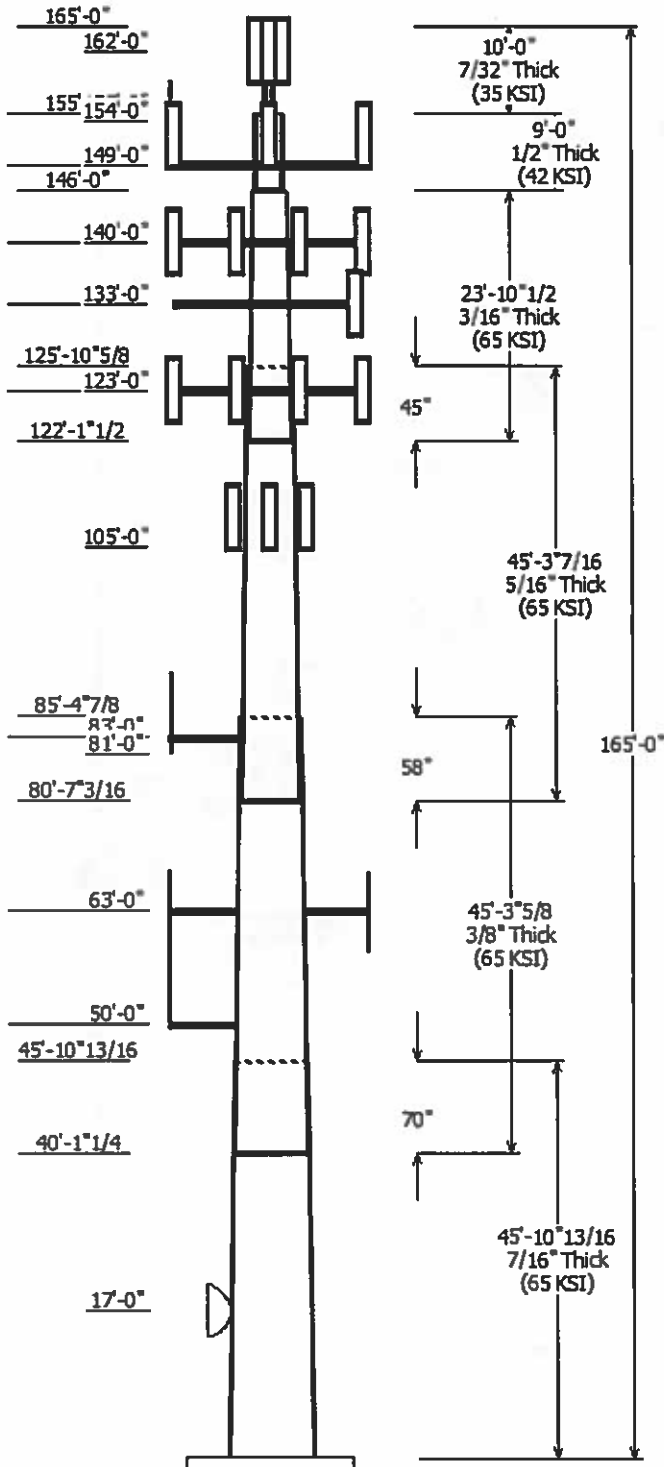 165'-0"
162'-0"
155'
154'-0"
149'-0"
146'-0"
140'-0"
133'-0"
125'-10"5/8
123'-0"
122'-1"1/2
105'-0"
85'-4"7/8
83'-0"
81'-0"
80'-7"3/16
63'-0"
50'-0"
45'-10"13/16
40'-1"1/4
17'-0"
45"
58"
70"
10'-0"
7/32" Thick
(35 KSI)
9'-0"
1/2" Thick
(42 KSI)
23'-10"1/2
3/16" Thick
(65 KSI)
45'-3"7/16
5/16" Thick
(65 KSI)
45'-3"5/8
3/8" Thick
(65 KSI)
45'-10"13/16
7/16" Thick
(65 KSI)
165'-0"